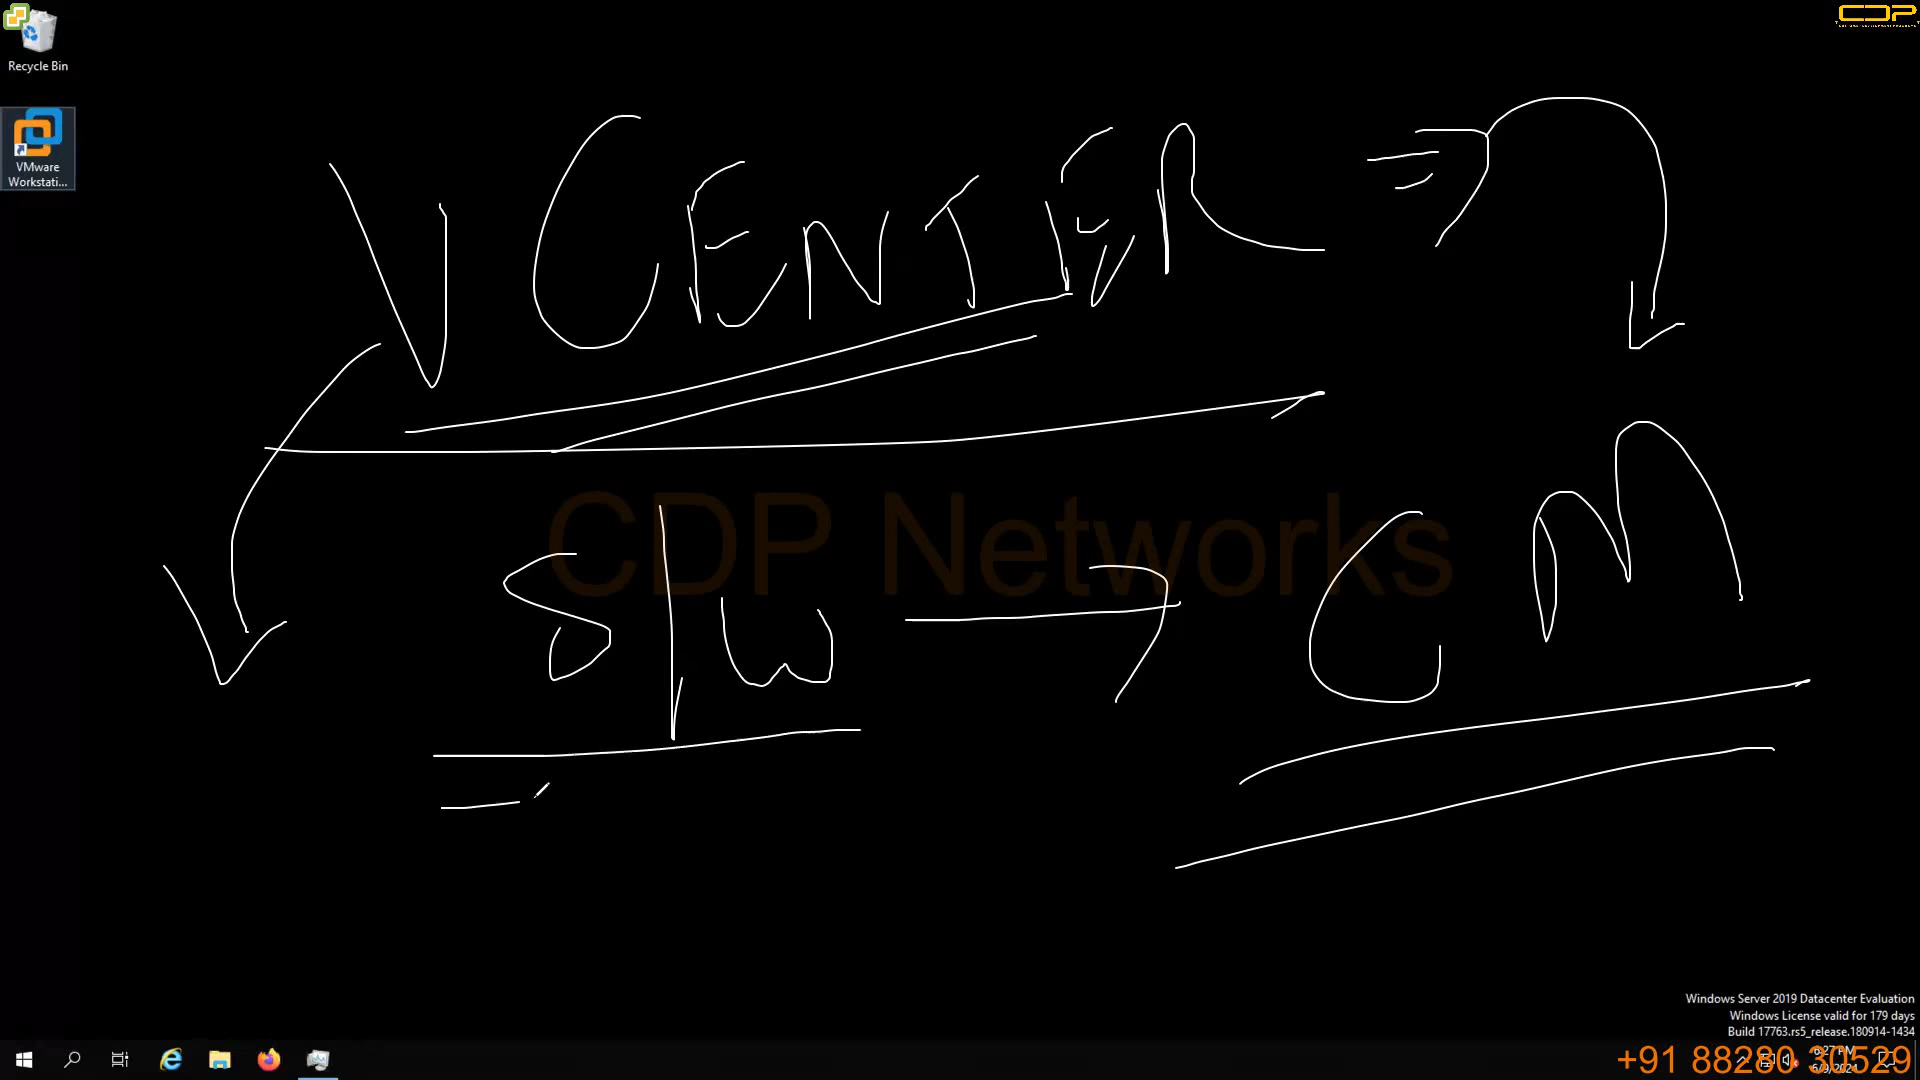 CDP
Recycle Bin
VMware
Workstati...
VCENTER ⇒
CDP Networks
S/W → CM
Windows Server 2019 Datacenter Evaluation
Windows License valid for 179 days
Build 17763.rs5_release.180914-1434
+91 88280 30529